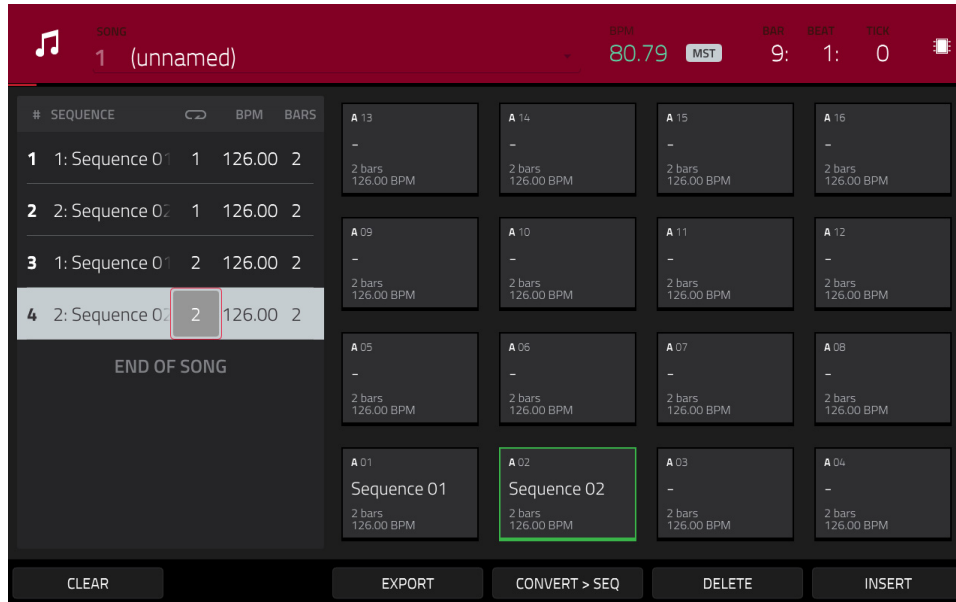 SONG BPM BAR BEAT TICK
1 (unnamed) 80.79 MST 9: 1: 0
# SEQUENCE BPM BARS
1 1: Sequence 01 1 126.00 2
2 2: Sequence 02 1 126.00 2
3 1: Sequence 01 2 126.00 2
4 2: Sequence 02 2 126.00 2
END OF SONG
A 13
-
2 bars
126.00 BPM
A 14
-
2 bars
126.00 BPM
A 15
-
2 bars
126.00 BPM
A 16
-
2 bars
126.00 BPM
A 09
-
2 bars
126.00 BPM
A 10
-
2 bars
126.00 BPM
A 11
-
2 bars
126.00 BPM
A 12
-
2 bars
126.00 BPM
A 05
-
2 bars
126.00 BPM
A 06
-
2 bars
126.00 BPM
A 07
-
2 bars
126.00 BPM
A 08
-
2 bars
126.00 BPM
A 01
Sequence 01
2 bars
126.00 BPM
A 02
Sequence 02
2 bars
126.00 BPM
A 03
-
2 bars
126.00 BPM
A 04
-
2 bars
126.00 BPM
CLEAR EXPORT CONVERT > SEQ DELETE INSERT